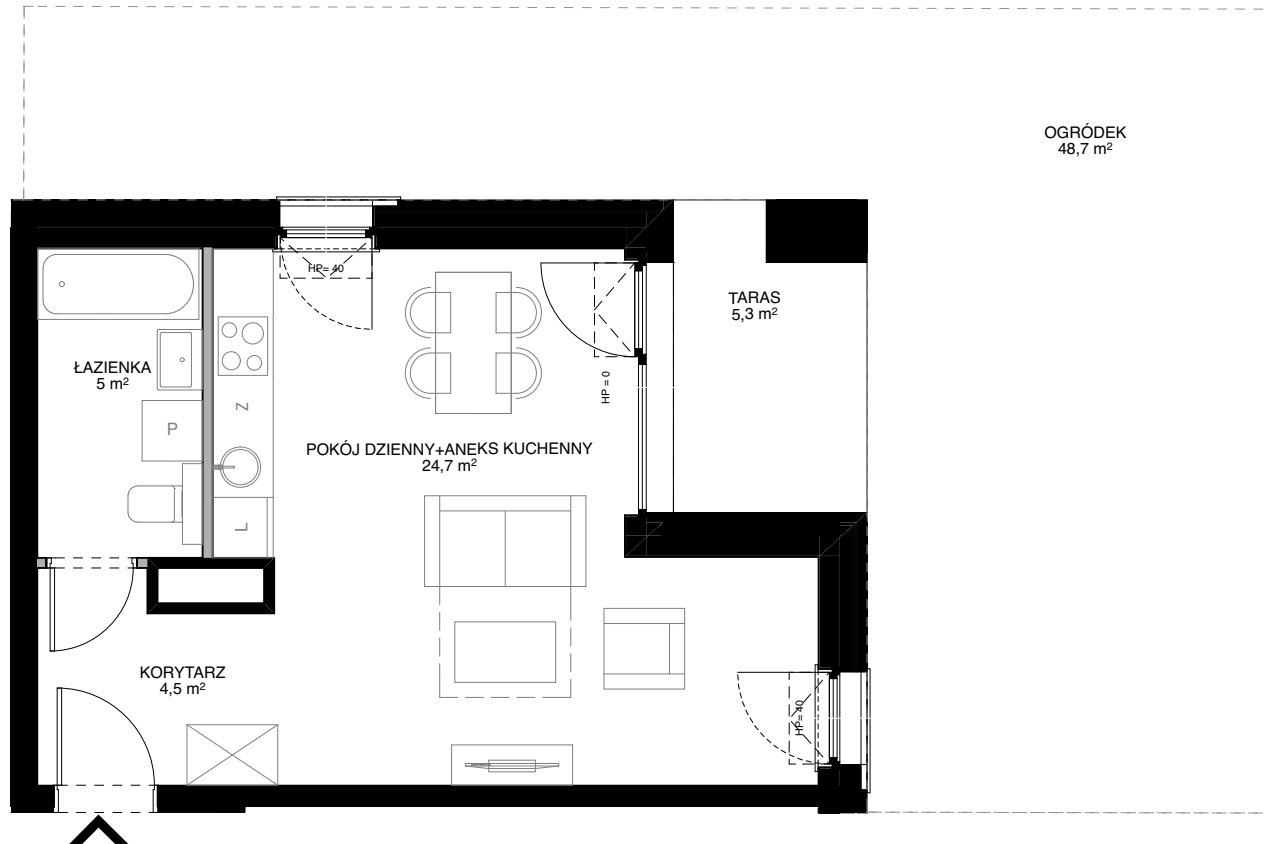 OGRÓDEK
48,7 m²
HP= 40
TARAS
5,3 m²
ŁAZIENKA
5 m²
HP = 0
Z
P
POKÓJ DZIENNY+ANEKS KUCHENNY
24,7 m²
L
KORYTARZ
4,5 m²
HP= 40